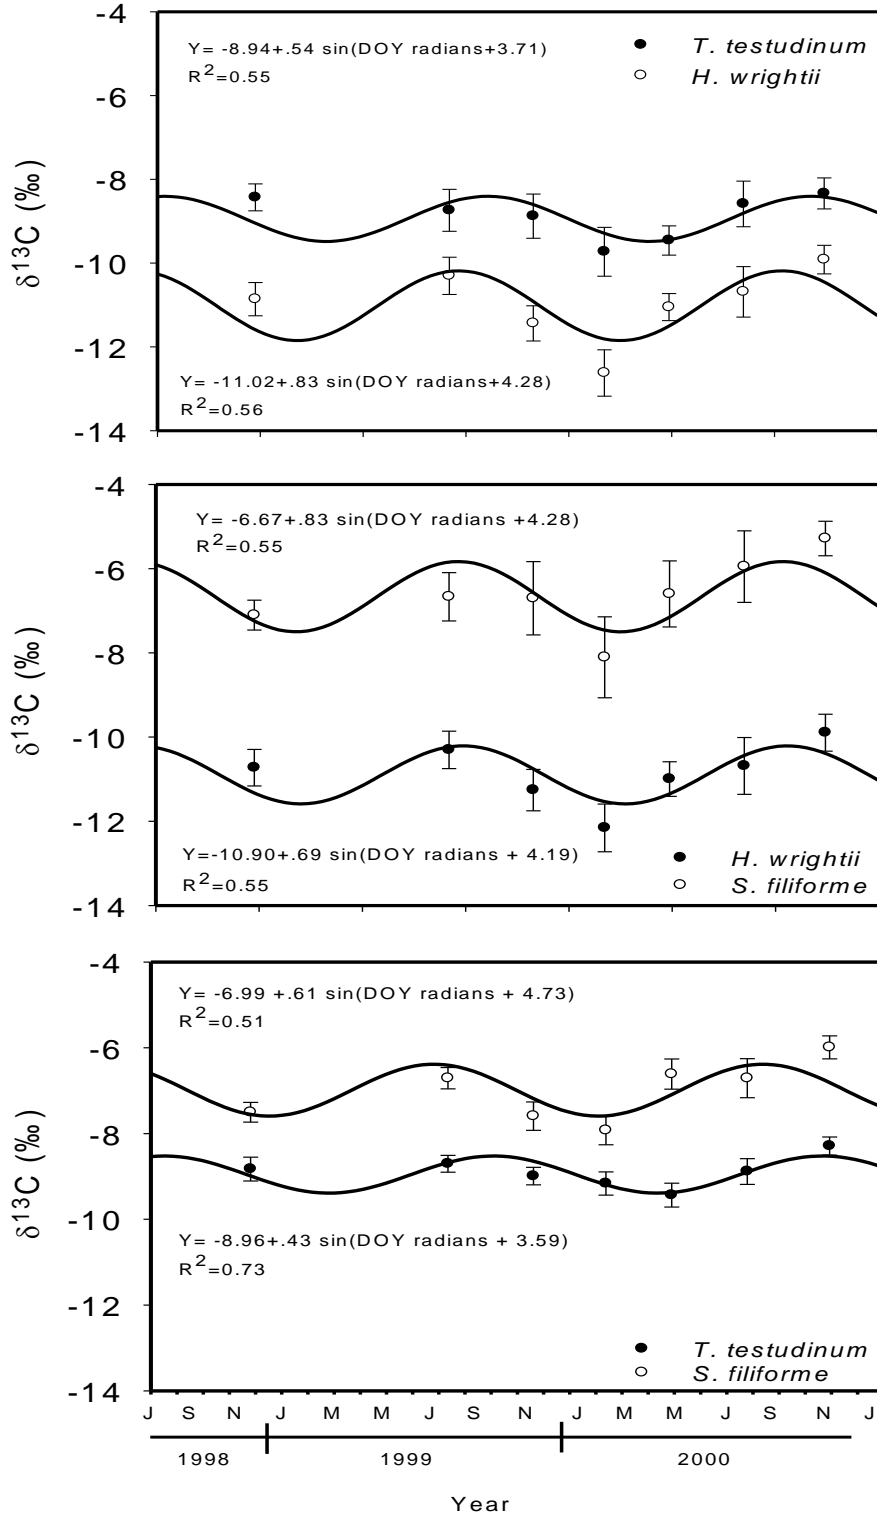 -4
Y= -8.94+.54 sin(DOY radians+3.71)
R2=0.55
T. testudinum
H. wrightii
-6
-8
δ13C (‰)
-10
-12
Y= -11.02+.83 sin(DOY radians+4.28)
R2=0.56
-14
-4
Y= -6.67+.83 sin(DOY radians +4.28)
R2=0.55
-6
δ13C (‰)
-8
-10
-12
Y=-10.90+.69 sin(DOY radians + 4.19)
R2=0.55
H. wrightii
S. filiforme
-14
-4
Y= -6.99 +.61 sin(DOY radians + 4.73)
R2=0.51
-6
-8
δ13C (‰)
-10
Y= -8.96+.43 sin(DOY radians + 3.59)
R2=0.73
-12
T. testudinum
S. filiforme
-14
J S N J M M J S N J M M J S N J
1998 1999 2000
Year